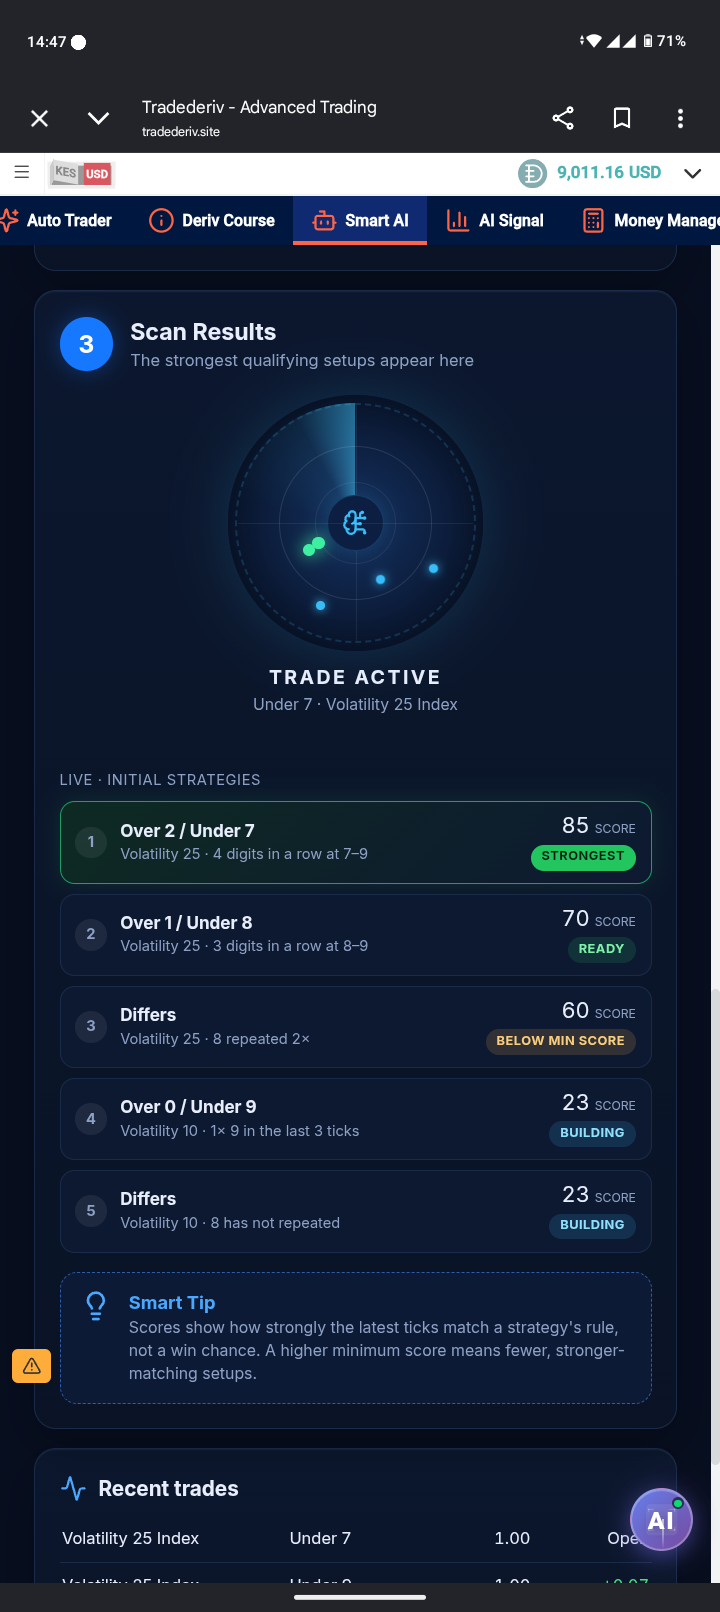 14:47
71%
Tradederiv - Advanced Trading
tradederiv.site
KES USD
9,011.16 USD
Auto Trader
Deriv Course
Smart AI
AI Signal
Money Manage
3
Scan Results
The strongest qualifying setups appear here
TRADE ACTIVE
Under 7 · Volatility 25 Index
LIVE · INITIAL STRATEGIES
1
Over 2 / Under 7
Volatility 25 · 4 digits in a row at 7–9
85 SCORE
STRONGEST
2
Over 1 / Under 8
Volatility 25 · 3 digits in a row at 8–9
70 SCORE
READY
3
Differs
Volatility 25 · 8 repeated 2×
60 SCORE
BELOW MIN SCORE
4
Over 0 / Under 9
Volatility 10 · 1× 9 in the last 3 ticks
23 SCORE
BUILDING
5
Differs
Volatility 10 · 8 has not repeated
23 SCORE
BUILDING
Smart Tip
Scores show how strongly the latest ticks match a strategy's rule,
not a win chance. A higher minimum score means fewer, stronger-
matching setups.
Recent trades
Volatility 25 Index Under 7 1.00 Ope
AI